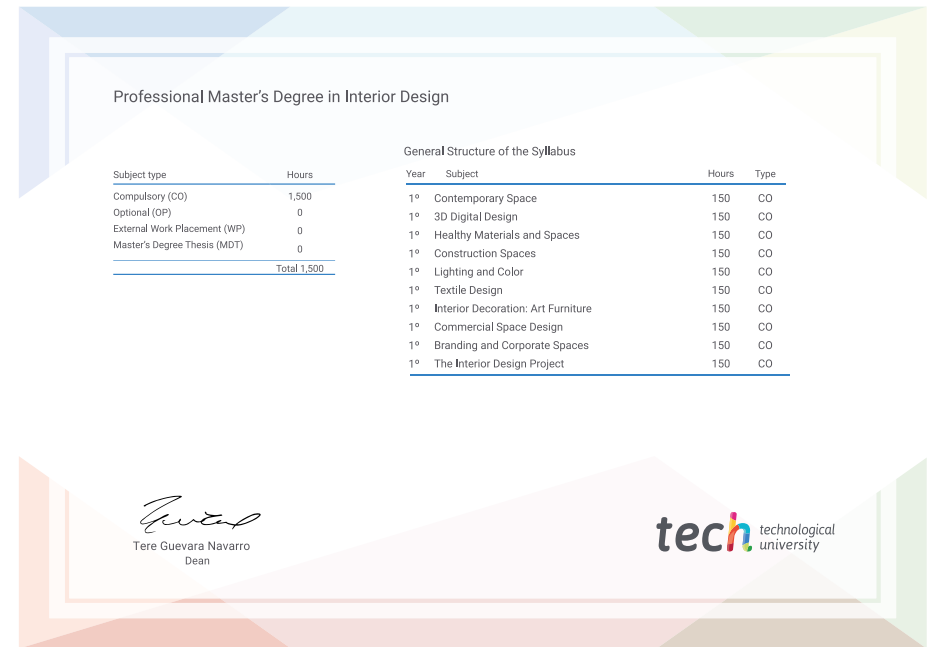 Professional Master's Degree in Interior Design
General Structure of the Syllabus
Subject type Hours
Compulsory (CO) 1,500
Optional (OP) 0
External Work Placement (WP) 0
Master's Degree Thesis (MDT) 0
Total 1,500
Year Subject Hours Type
1º Contemporary Space 150 CO
1º 3D Digital Design 150 CO
1º Healthy Materials and Spaces 150 CO
1º Construction Spaces 150 CO
1º Lighting and Color 150 CO
1º Textile Design 150 CO
1º Interior Decoration: Art Furniture 150 CO
1º Commercial Space Design 150 CO
1º Branding and Corporate Spaces 150 CO
1º The Interior Design Project 150 CO
Tere Guevara Navarro
Dean
tech technological
university